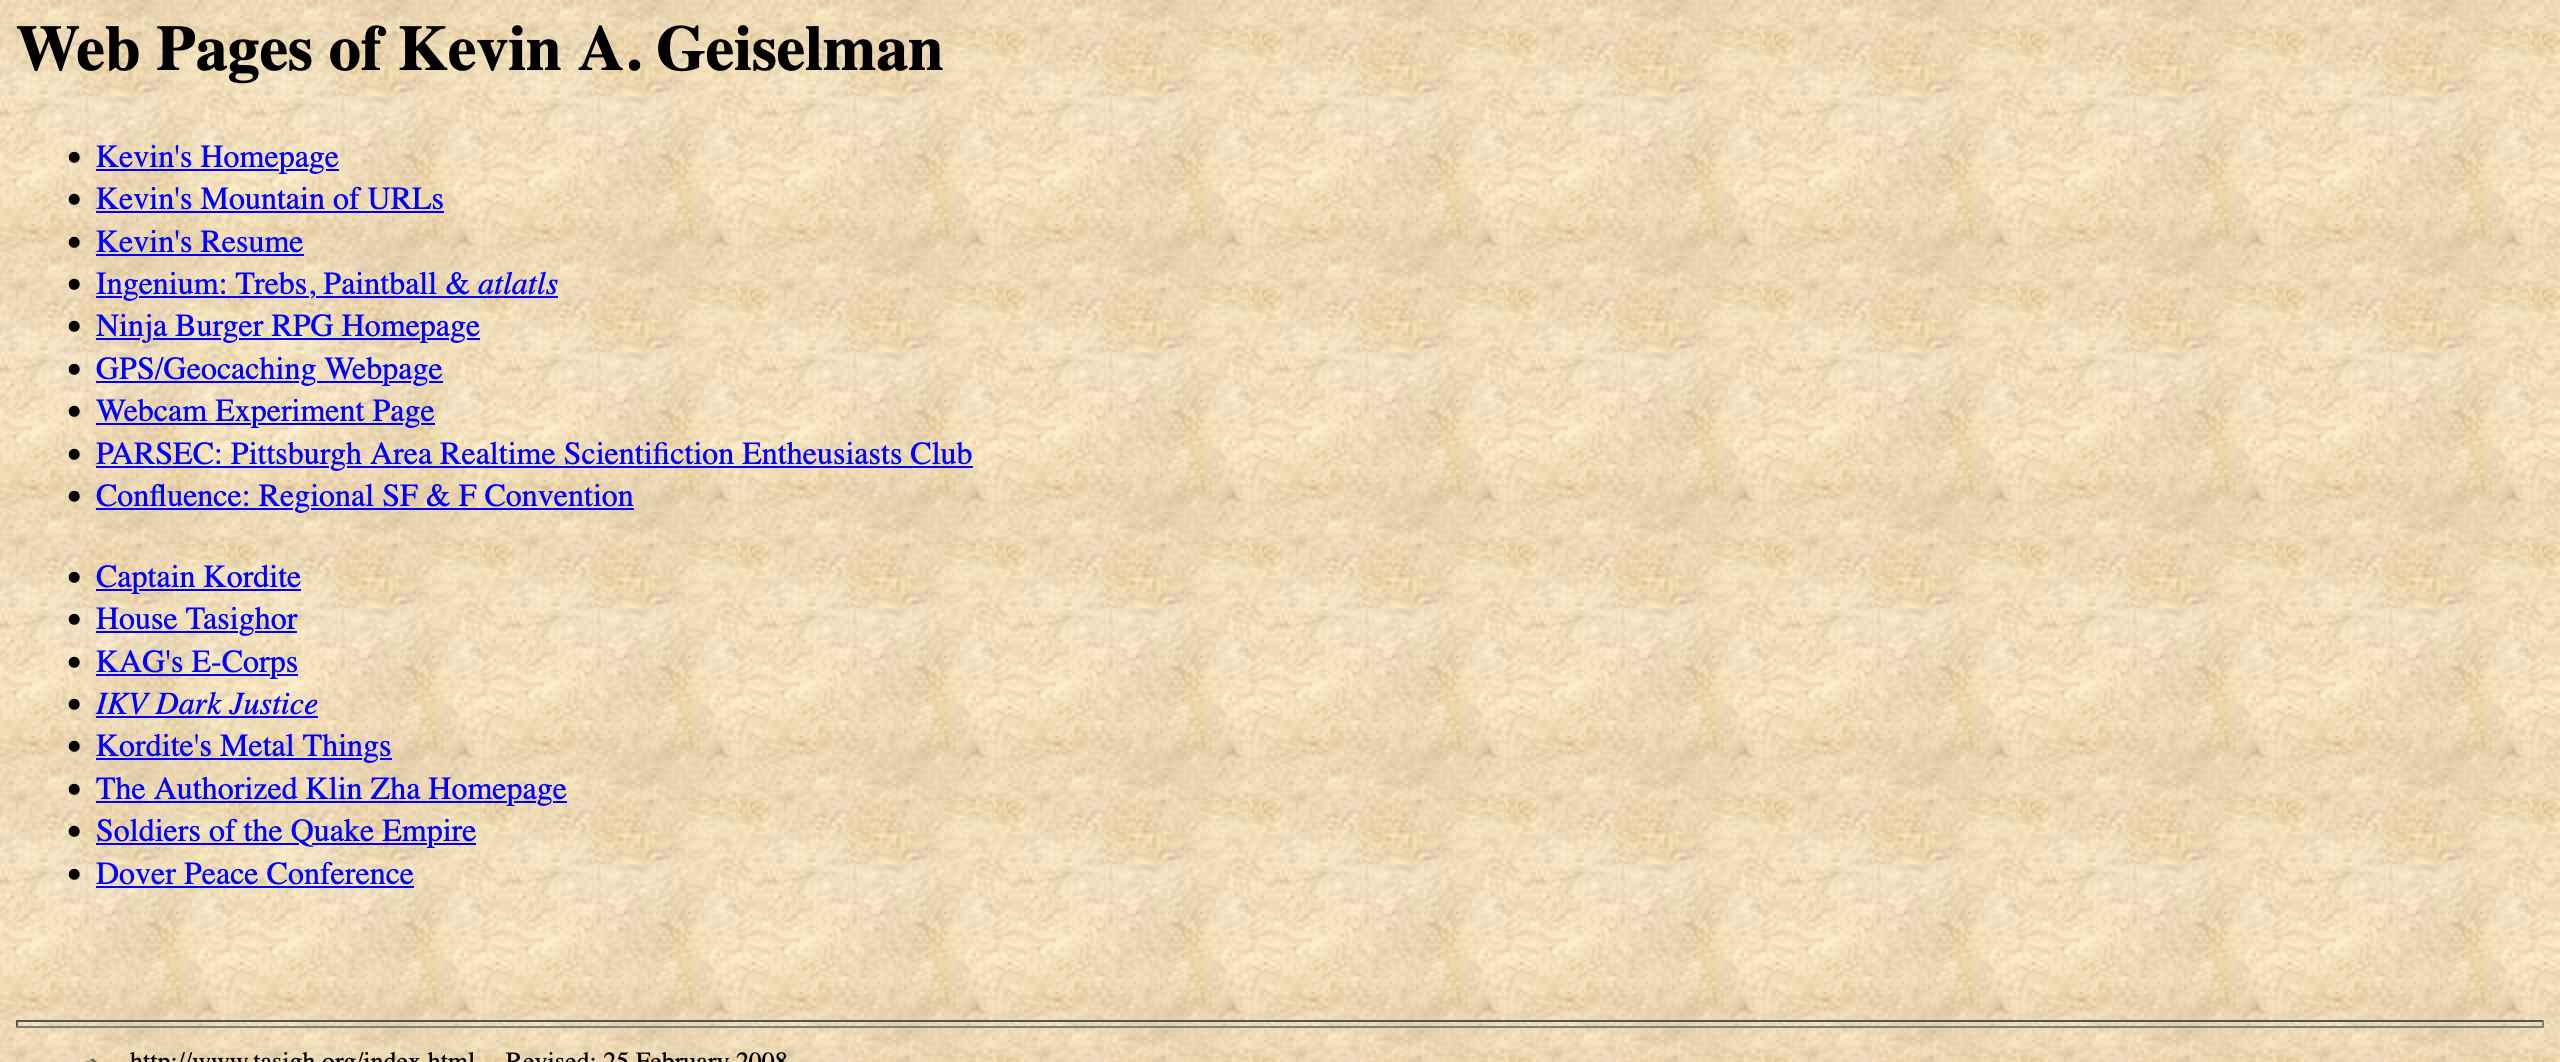 Web Pages of Kevin A. Geiselman
Kevin's Homepage
Kevin's Mountain of URLs
Kevin's Resume
Ingenium: Trebs, Paintball & atlatls
Ninja Burger RPG Homepage
GPS/Geocaching Webpage
Webcam Experiment Page
PARSEC: Pittsburgh Area Realtime Scientifiction Entheusiasts Club
Confluence: Regional SF & F Convention
Captain Kordite
House Tasighor
KAG's E-Corps
IKV Dark Justice
Kordite's Metal Things
The Authorized Klin Zha Homepage
Soldiers of the Quake Empire
Dover Peace Conference
http://www.tasigh.org/index.html Revised: 25 February 2008